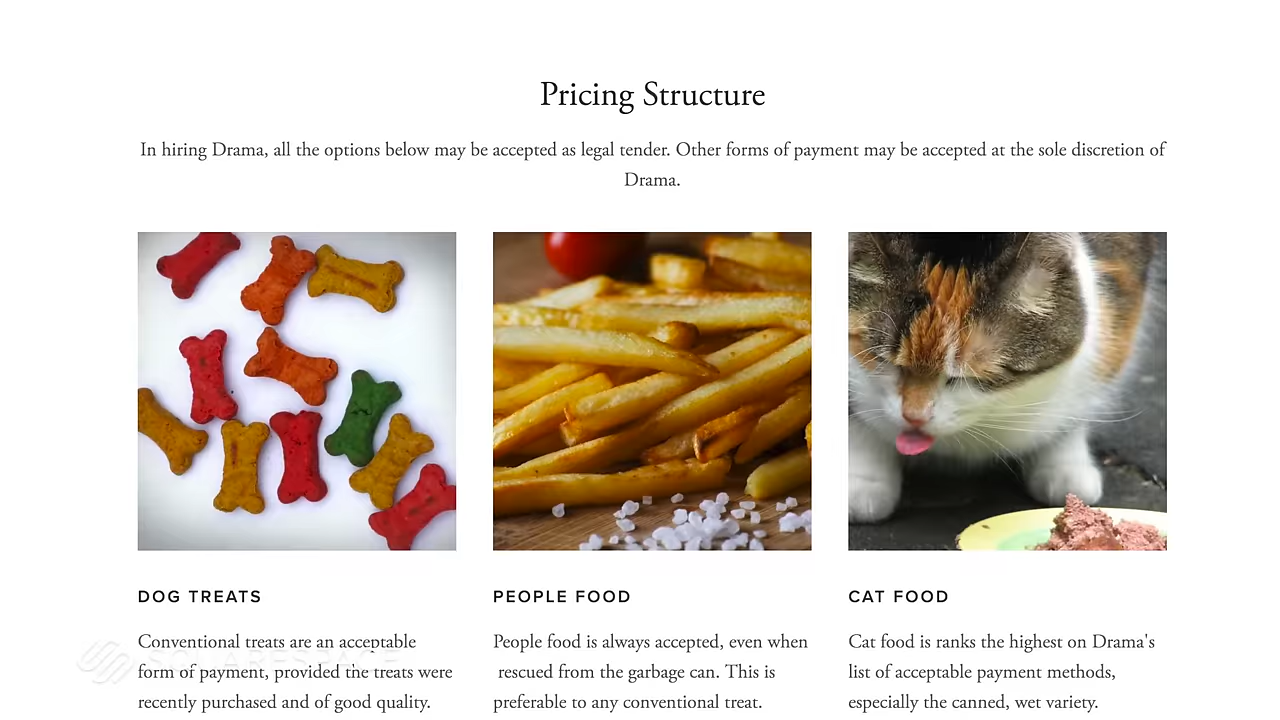 Pricing Structure
In hiring Drama, all the options below may be accepted as legal tender. Other forms of payment may be accepted at the sole discretion of
Drama.
DOG TREATS
Conventional treats are an acceptable
form of payment, provided the treats were
recently purchased and of good quality.
PEOPLE FOOD
People food is always accepted, even when
rescued from the garbage can. This is
preferable to any conventional treat.
CAT FOOD
Cat food is ranks the highest on Drama's
list of acceptable payment methods,
especially the canned, wet variety.
SQUARESPACE